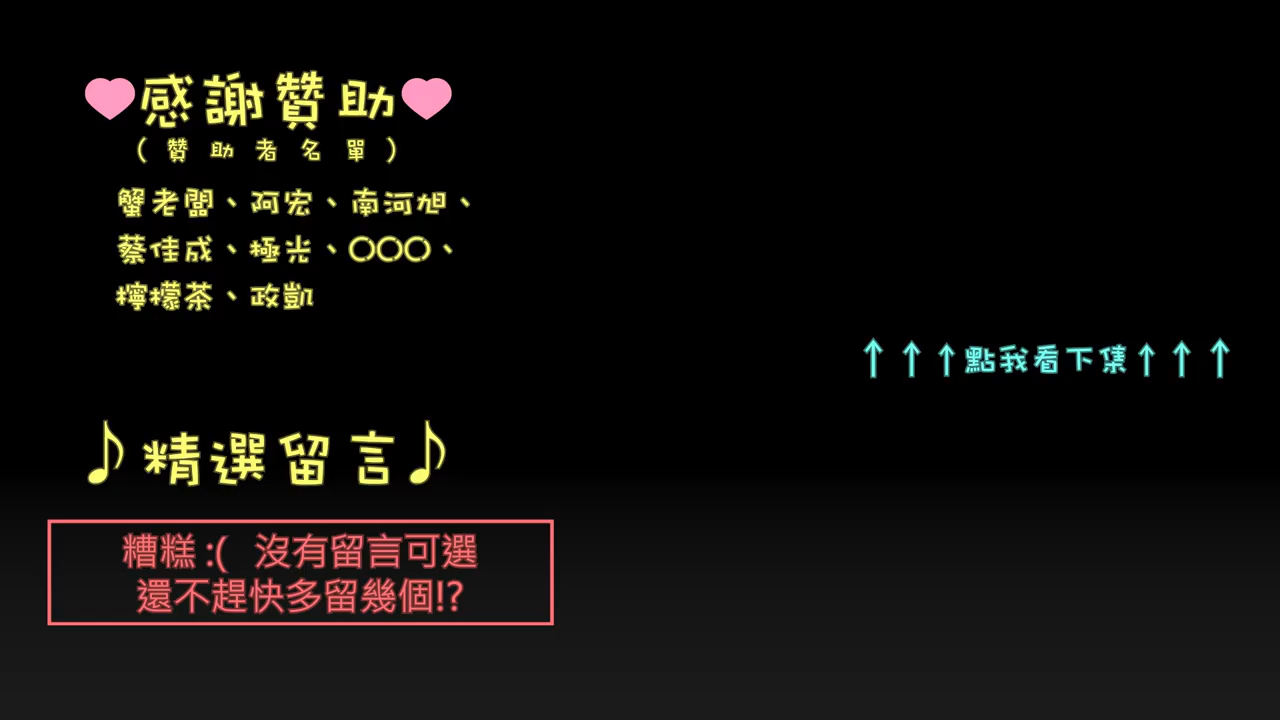 感謝贊助
(贊助者名單)
蟹老闆、阿宏、南河旭、
蔡佳成、極光、〇〇〇、
檸檬茶、政凱
↑↑↑點我看下集↑↑↑
♪精選留言♪
糟糕 :( 沒有留言可選
還不趕快多留幾個!?